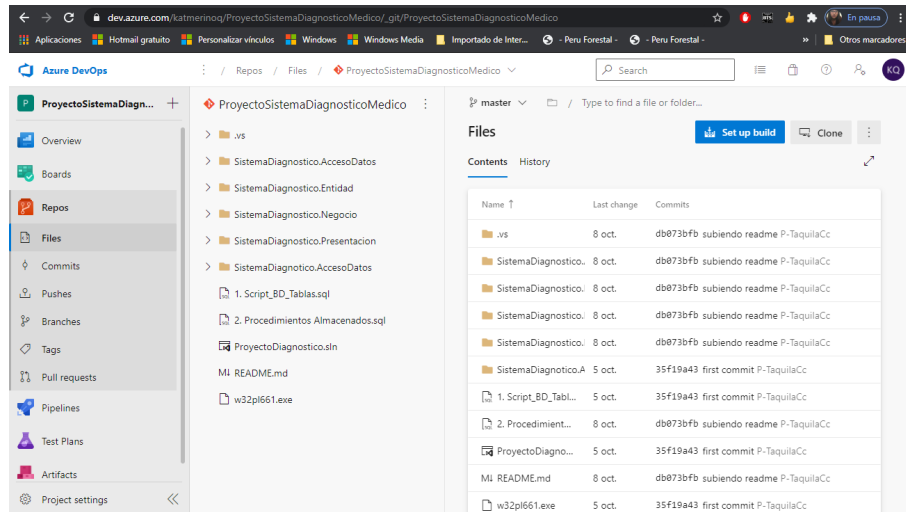 dev.azure.com/katmerinoq/ProyectoSistemaDiagnosticoMedico/_git/ProyectoSistemaDiagnosticoMedico
En pausa
Aplicaciones Hotmail gratuito Personalizar vínculos Windows Windows Media Importado de Inter... - Peru Forestal - - Peru Forestal - » Otros marcadores
Azure DevOps / Repos / Files / ProyectoSistemaDiagnosticoMedico Search KQ
P ProyectoSistemaDiagn... +
Overview
Boards
Repos
Files
Commits
Pushes
Branches
Tags
Pull requests
Pipelines
Test Plans
Artifacts
Project settings
ProyectoSistemaDiagnosticoMedico
.vs
SistemaDiagnostico.AccesoDatos
SistemaDiagnostico.Entidad
SistemaDiagnostico.Negocio
SistemaDiagnostico.Presentacion
SistemaDiagnotico.AccesoDatos
1. Script_BD_Tablas.sql
2. Procedimientos Almacenados.sql
ProyectoDiagnostico.sln
M↓ README.md
w32pl661.exe
master / Type to find a file or folder...
Files
Set up build Clone
Contents History
Name ↑ Last change Commits
.vs 8 oct. db073bfb subiendo readme P-TaquilaCc
SistemaDiagnostico.. 8 oct. db073bfb subiendo readme P-TaquilaCc
SistemaDiagnostico. 8 oct. db073bfb subiendo readme P-TaquilaCc
SistemaDiagnostico. 8 oct. db073bfb subiendo readme P-TaquilaCc
SistemaDiagnostico. 8 oct. db073bfb subiendo readme P-TaquilaCc
SistemaDiagnotico.A 5 oct. 35f19a43 first commit P-TaquilaCc
1. Script_BD_Tabl... 5 oct. 35f19a43 first commit P-TaquilaCc
2. Procedimient... 8 oct. db073bfb subiendo readme P-TaquilaCc
ProyectoDiagno... 5 oct. 35f19a43 first commit P-TaquilaCc
M↓ README.md 8 oct. db073bfb subiendo readme P-TaquilaCc
w32pl661.exe 5 oct. 35f19a43 first commit P-TaquilaCc